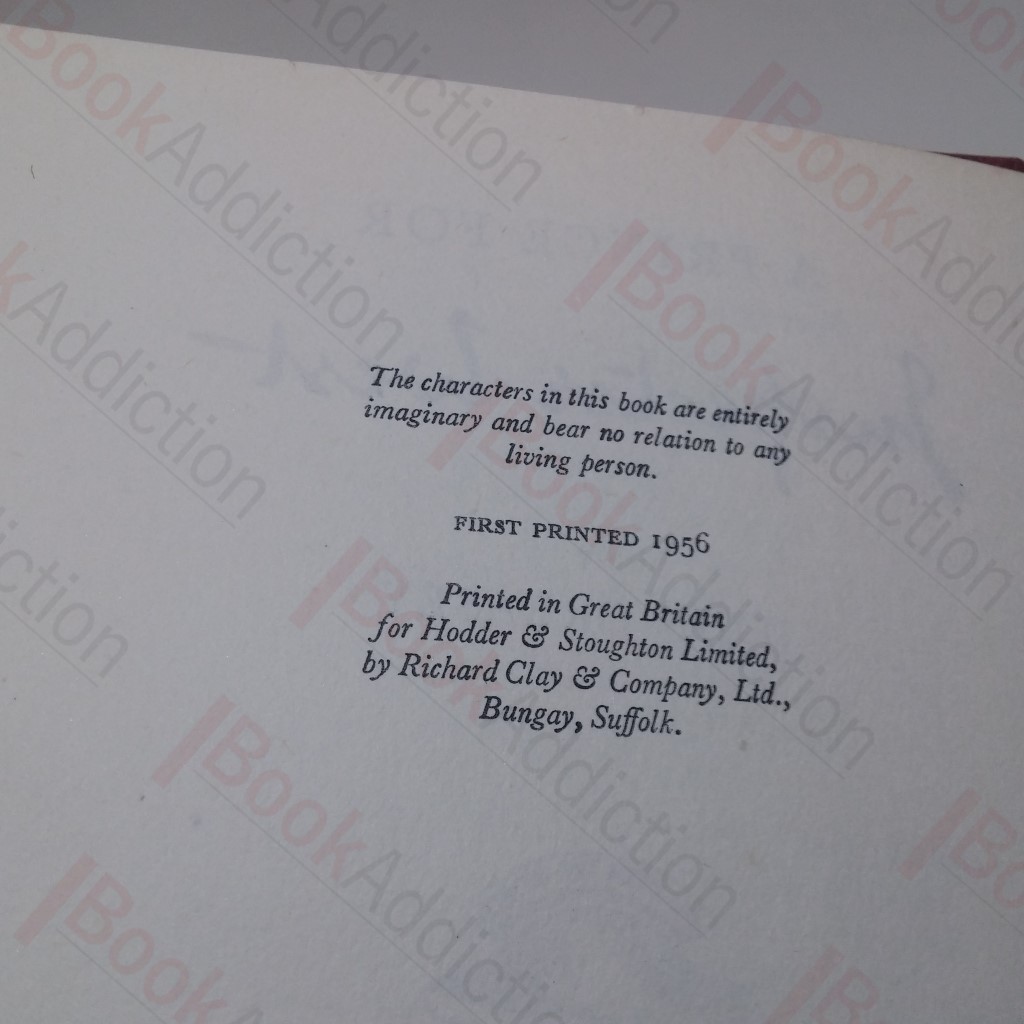 The characters in this book are entirely
imaginary and bear no relation to any
living person.
FIRST PRINTED 1956
Printed in Great Britain
for Hodder & Stoughton Limited,
by Richard Clay & Company, Ltd.,
Bungay, Suffolk.
BookAddiction